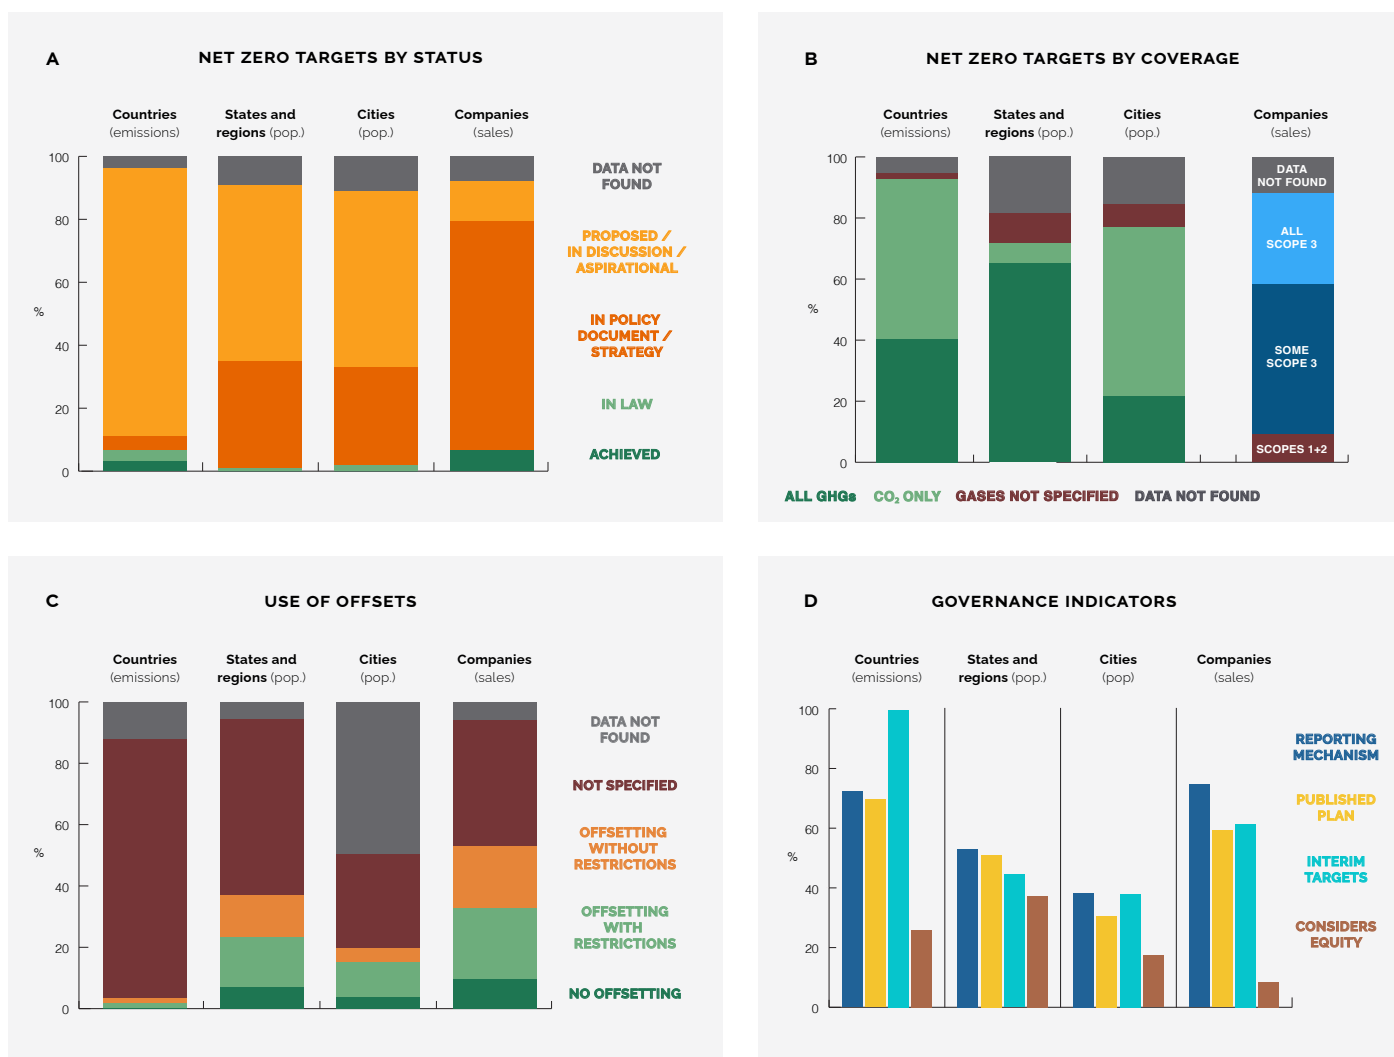 A
NET ZERO TARGETS BY STATUS
Countries
(emissions)
States and
regions (pop.)
Cities
(pop.)
Companies
(sales)
100
80
60
%
40
20
0
DATA NOT
FOUND
PROPOSED /
IN DISCUSSION /
ASPIRATIONAL
IN POLICY
DOCUMENT /
STRATEGY
IN LAW
ACHIEVED
B
NET ZERO TARGETS BY COVERAGE
Countries
(emissions)
States and
regions (pop.)
Cities
(pop.)
Companies
(sales)
100
80
60
%
40
20
0
DATA
NOT FOUND
ALL
SCOPE 3
SOME
SCOPE 3
SCOPES 1+2
ALL GHGs CO₂ ONLY GASES NOT SPECIFIED DATA NOT FOUND
C
USE OF OFFSETS
Countries
(emissions)
States and
regions (pop.)
Cities
(pop.)
Companies
(sales)
100
80
60
%
40
20
0
DATA NOT
FOUND
NOT SPECIFIED
OFFSETTING
WITHOUT
RESTRICTIONS
OFFSETTING
WITH
RESTRICTIONS
NO OFFSETTING
D
GOVERNANCE INDICATORS
Countries
(emissions)
States and
regions (pop.)
Cities
(pop)
Companies
(sales)
100
80
60
%
40
20
0
REPORTING
MECHANISM
PUBLISHED
PLAN
INTERIM
TARGETS
CONSIDERS
EQUITY